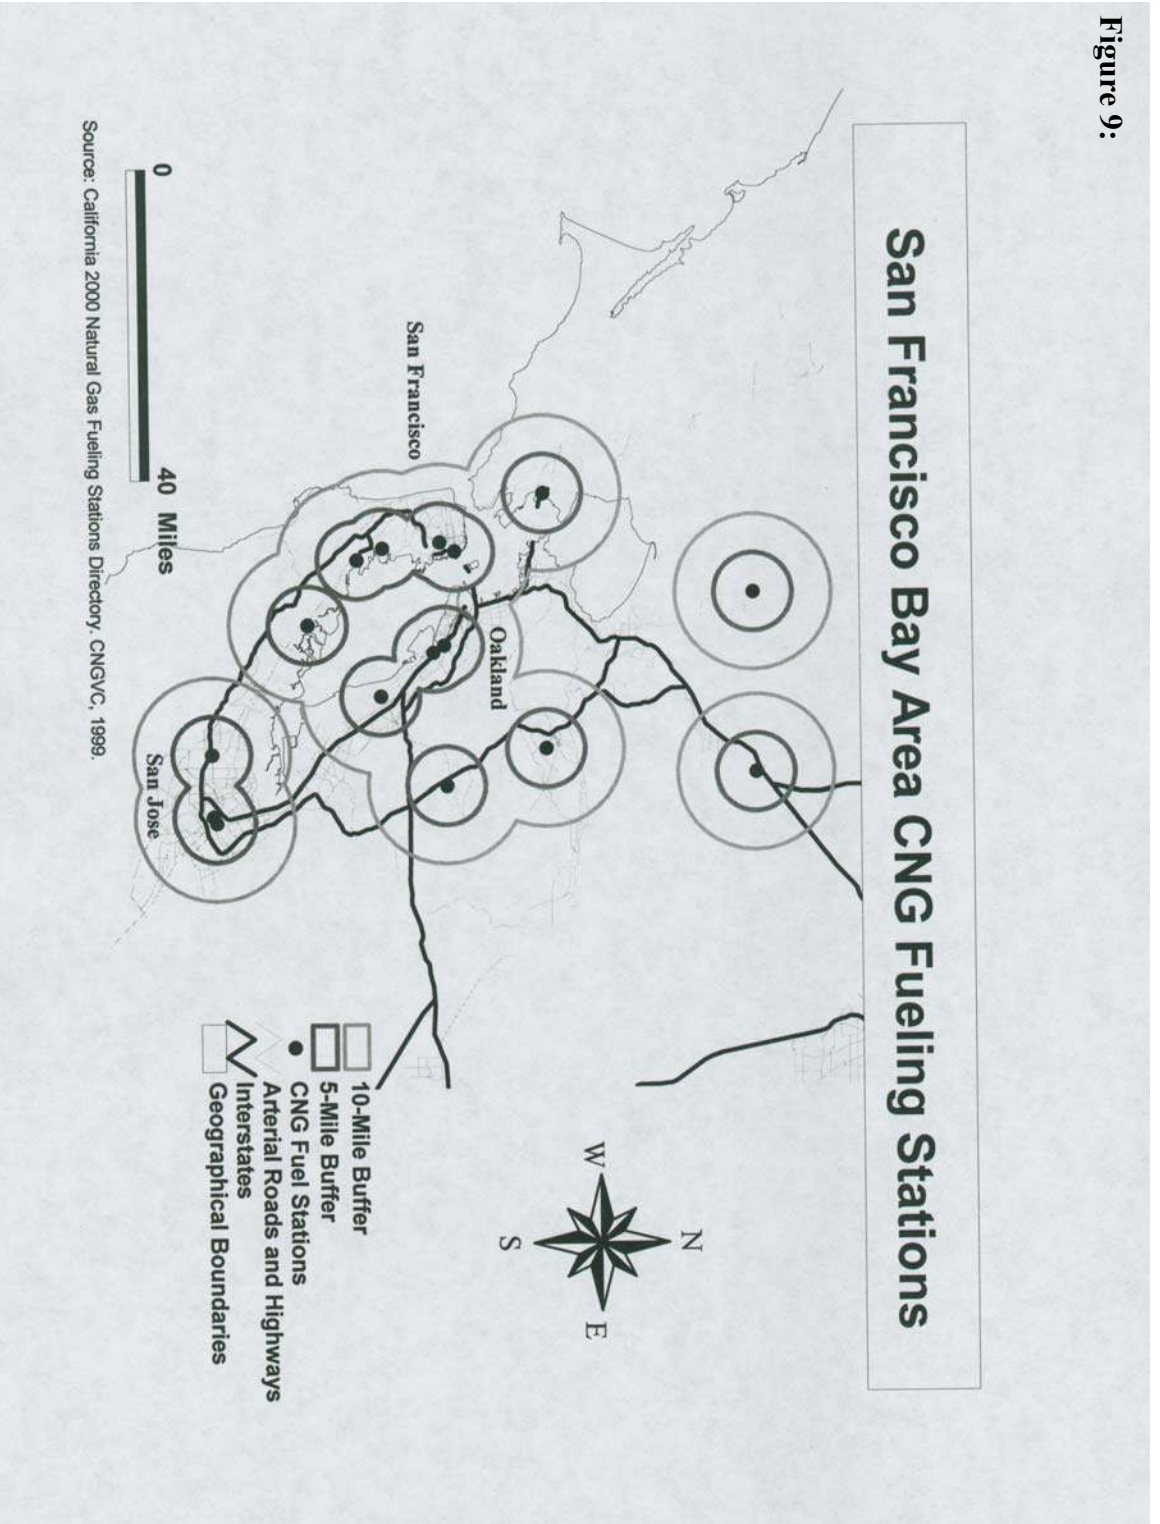 Figure 9:
San Francisco Bay Area CNG Fueling Stations
San Francisco
Oakland
San Jose
N
W
E
S
10-Mile Buffer
5-Mile Buffer
CNG Fuel Stations
Arterial Roads and Highways
Interstates
Geographical Boundaries
0 40 Miles
Source: California 2000 Natural Gas Fueling Stations Directory. CNGVC, 1999.